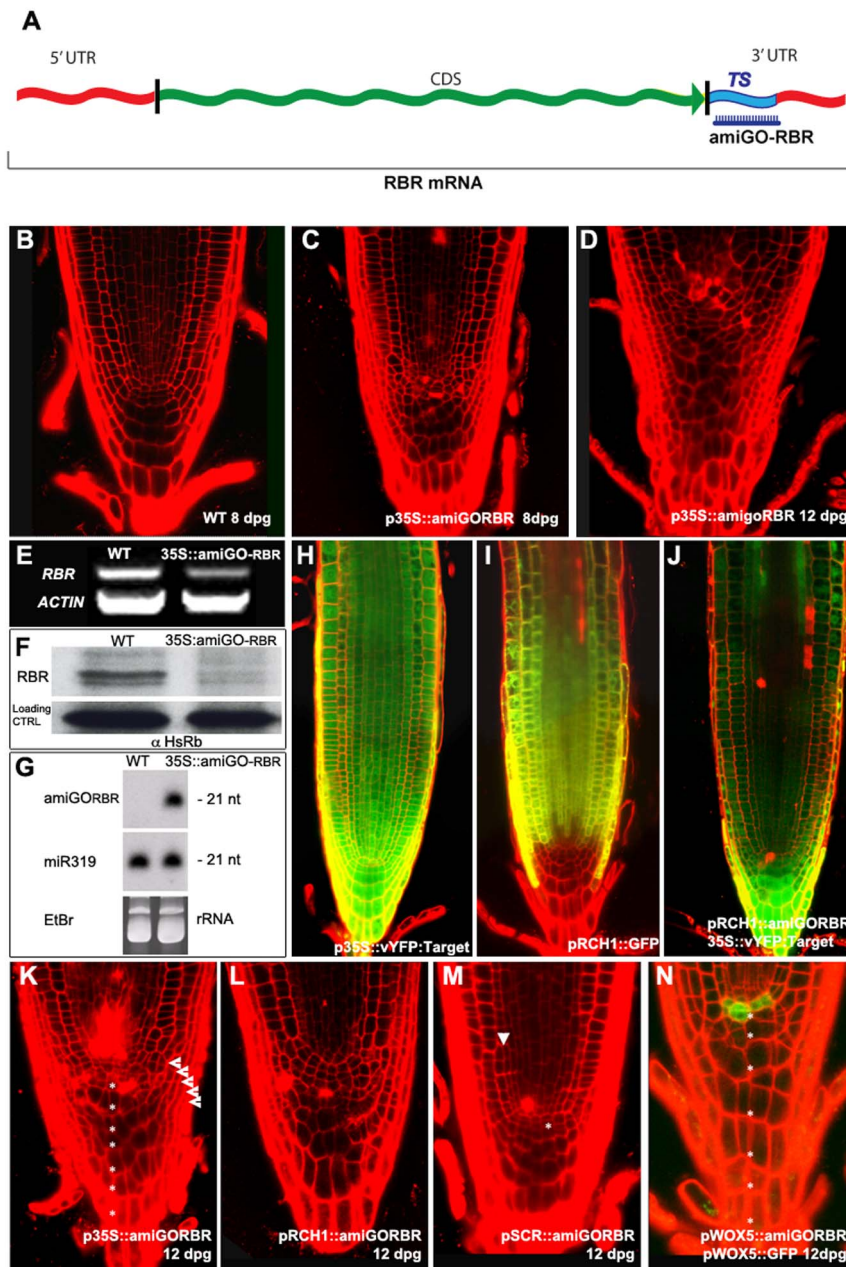 A
5' UTR
CDS
3' UTR
TS
amiGO-RBR
RBR mRNA
B
WT 8 dpg
C
p35S::amiGORBR 8dpg
D
p35S::amigoRBR 12 dpg
E
WT 35S::amiGO-RBR
RBR
ACTIN
F
WT 35S:amiGO-RBR
RBR
Loading
CTRL
α HsRb
G
WT 35S::amiGO-RBR
amiGORBR - 21 nt
miR319 - 21 nt
EtBr rRNA
H
p35S::vYFP:Target
I
pRCH1::GFP
J
pRCH1::amiGORBR
35S::vYFP:Target
K
* * * * * * *
p35S::amiGORBR
12 dpg
L
pRCH1::amiGORBR
12 dpg
M
*
pSCR::amiGORBR
12 dpg
N
* * * * * * *
pWOX5::amiGORBR
pWOX5::GFP 12dpg